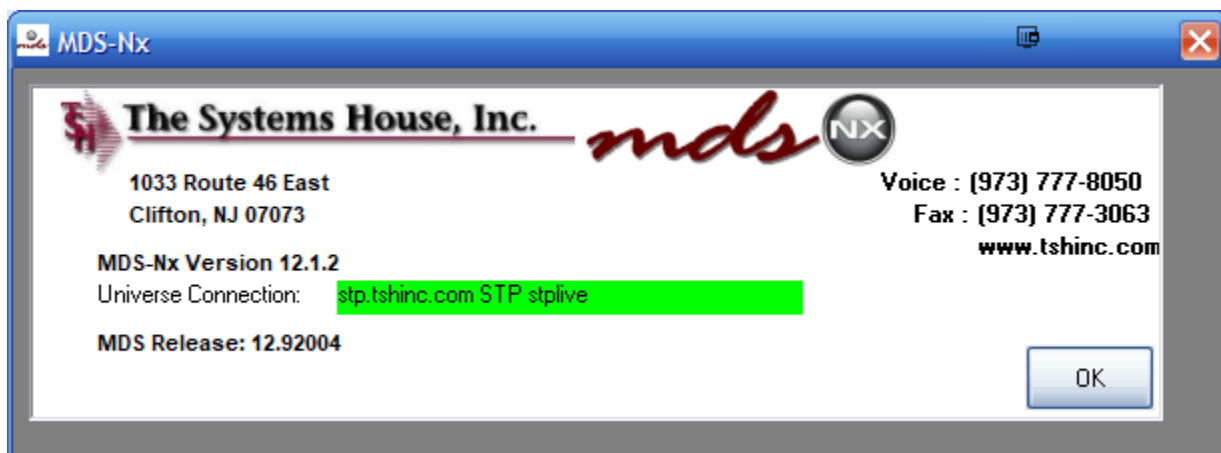 MDS-Nx
TSH The Systems House, Inc. mds NX
1033 Route 46 East
Clifton, NJ 07073
Voice : (973) 777-8050
Fax : (973) 777-3063
www.tshinc.com
MDS-Nx Version 12.1.2
Universe Connection: stp.tshinc.com STP stplive
MDS Release: 12.92004
OK